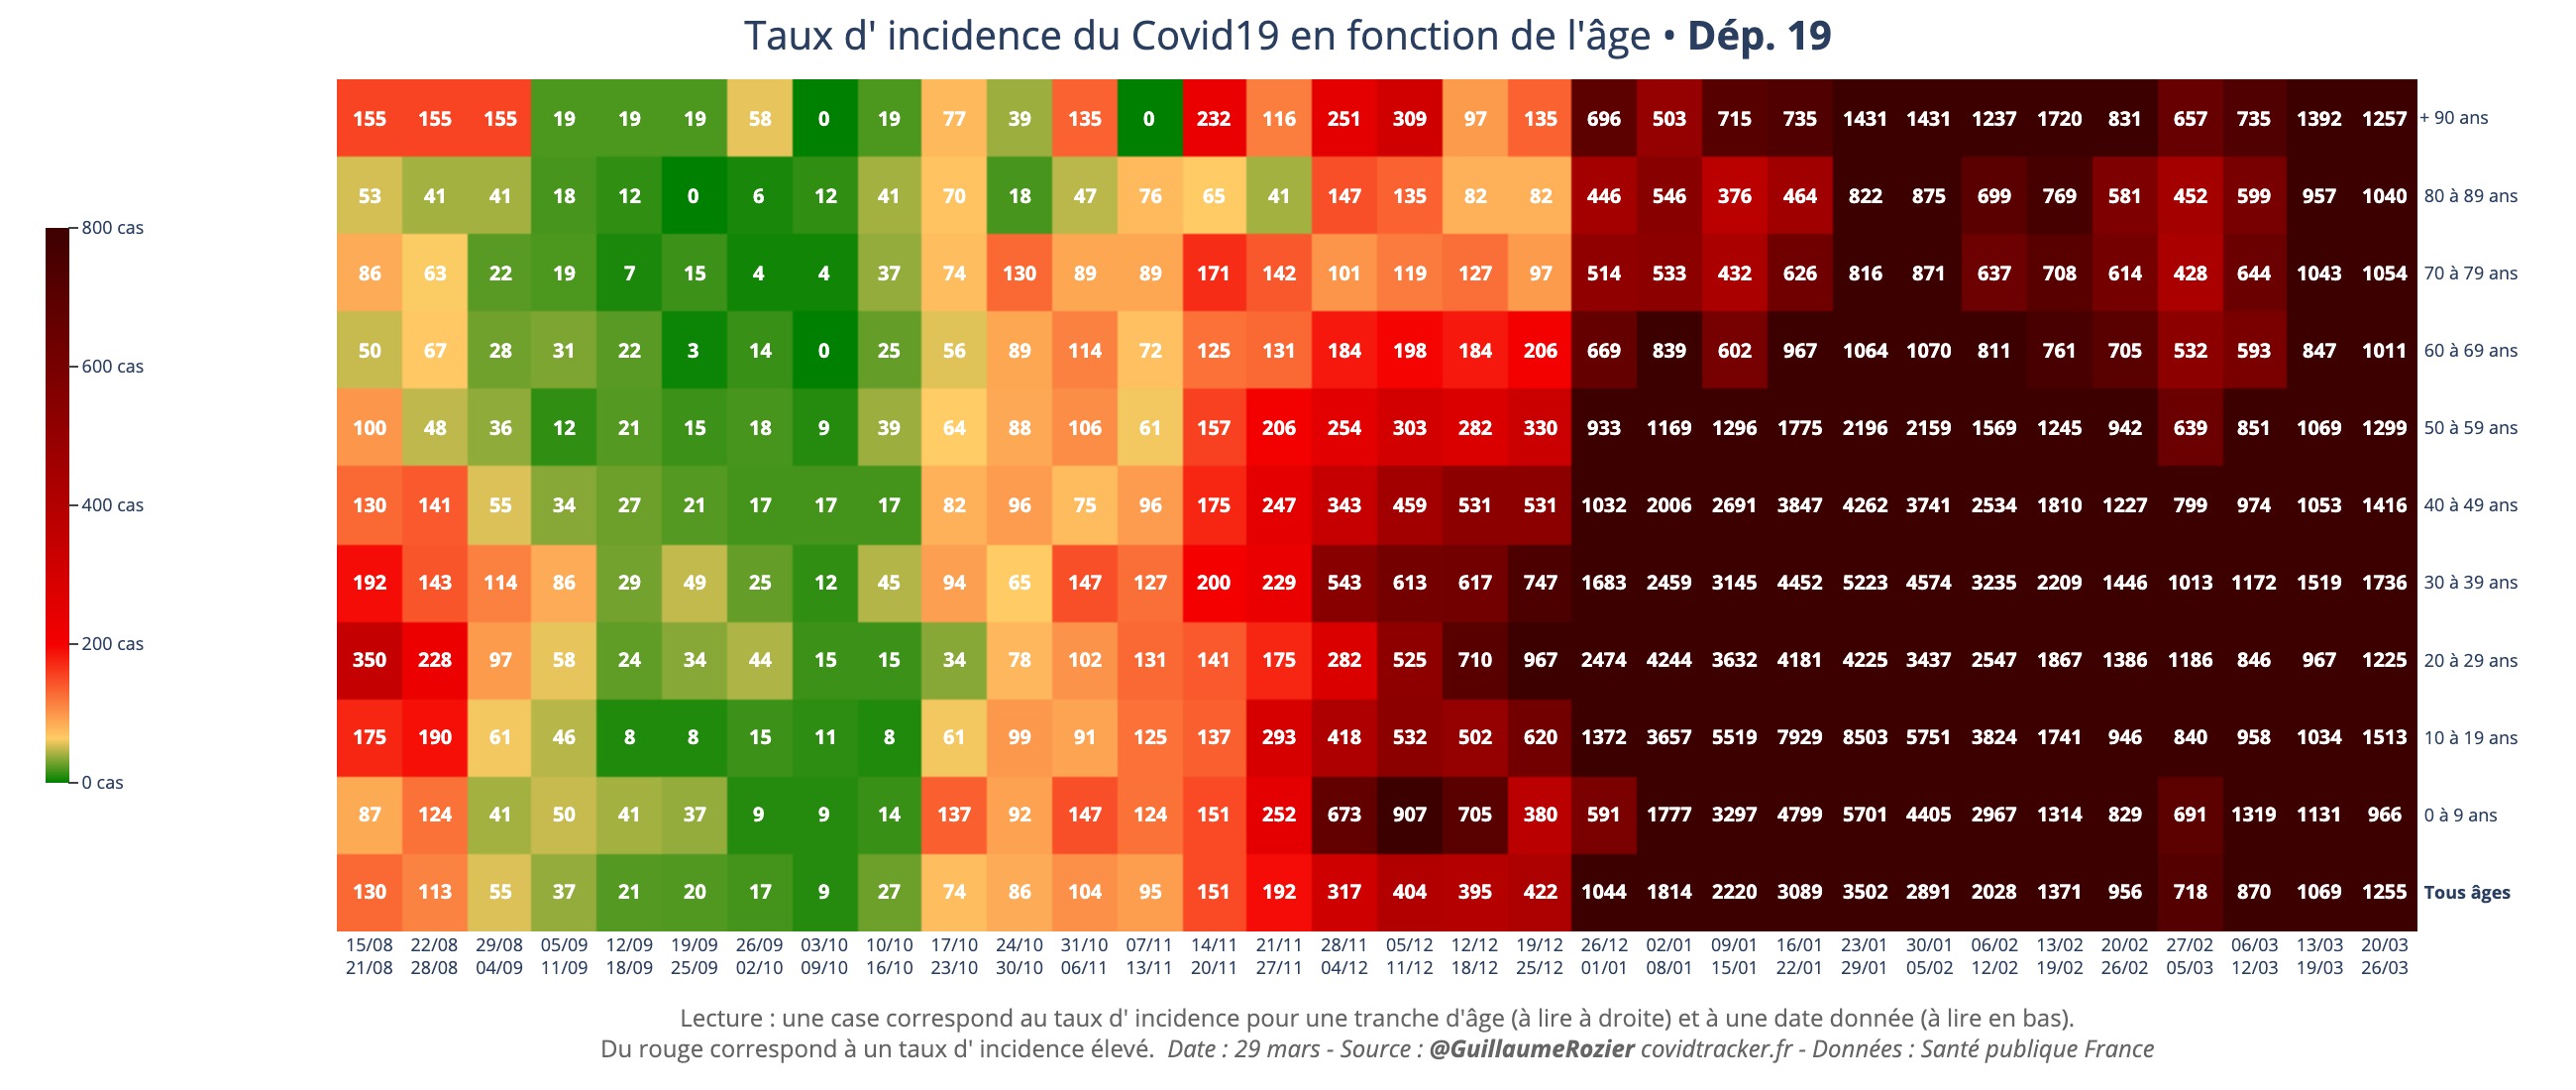 Taux d' incidence du Covid19 en fonction de l'âge • Dép. 19
155 155 155 19 19 19 58 0 19 77 39 135 0 232 116 251 309 97 135 696 503 715 735 1431 1431 1237 1720 831 657 735 1392 1257 + 90 ans
53 41 41 18 12 0 6 12 41 70 18 47 76 65 41 147 135 82 82 446 546 376 464 822 875 699 769 581 452 599 957 1040 80 à 89 ans
800 cas
86 63 22 19 7 15 4 4 37 74 130 89 89 171 142 101 119 127 97 514 533 432 626 816 871 637 708 614 428 644 1043 1054 70 à 79 ans
50 67 28 31 22 3 14 0 25 56 89 114 72 125 131 184 198 184 206 669 839 602 967 1064 1070 811 761 705 532 593 847 1011 60 à 69 ans
600 cas
100 48 36 12 21 15 18 9 39 64 88 106 61 157 206 254 303 282 330 933 1169 1296 1775 2196 2159 1569 1245 942 639 851 1069 1299 50 à 59 ans
400 cas
130 141 55 34 27 21 17 17 17 82 96 75 96 175 247 343 459 531 531 1032 2006 2691 3847 4262 3741 2534 1810 1227 799 974 1053 1416 40 à 49 ans
192 143 114 86 29 49 25 12 45 94 65 147 127 200 229 543 613 617 747 1683 2459 3145 4452 5223 4574 3235 2209 1446 1013 1172 1519 1736 30 à 39 ans
200 cas
350 228 97 58 24 34 44 15 15 34 78 102 131 141 175 282 525 710 967 2474 4244 3632 4181 4225 3437 2547 1867 1386 1186 846 967 1225 20 à 29 ans
175 190 61 46 8 8 15 11 8 61 99 91 125 137 293 418 532 502 620 1372 3657 5519 7929 8503 5751 3824 1741 946 840 958 1034 1513 10 à 19 ans
0 cas
87 124 41 50 41 37 9 9 14 137 92 147 124 151 252 673 907 705 380 591 1777 3297 4799 5701 4405 2967 1314 829 691 1319 1131 966 0 à 9 ans
130 113 55 37 21 20 17 9 27 74 86 104 95 151 192 317 404 395 422 1044 1814 2220 3089 3502 2891 2028 1371 956 718 870 1069 1255 Tous âges
15/08 22/08 29/08 05/09 12/09 19/09 26/09 03/10 10/10 17/10 24/10 31/10 07/11 14/11 21/11 28/11 05/12 12/12 19/12 26/12 02/01 09/01 16/01 23/01 30/01 06/02 13/02 20/02 27/02 06/03 13/03 20/03
21/08 28/08 04/09 11/09 18/09 25/09 02/10 09/10 16/10 23/10 30/10 06/11 13/11 20/11 27/11 04/12 11/12 18/12 25/12 01/01 08/01 15/01 22/01 29/01 05/02 12/02 19/02 26/02 05/03 12/03 19/03 26/03
Lecture : une case correspond au taux d' incidence pour une tranche d'âge (à lire à droite) et à une date donnée (à lire en bas).
Du rouge correspond à un taux d' incidence élevé. Date : 29 mars - Source : @GuillaumeRozier covidtracker.fr - Données : Santé publique France